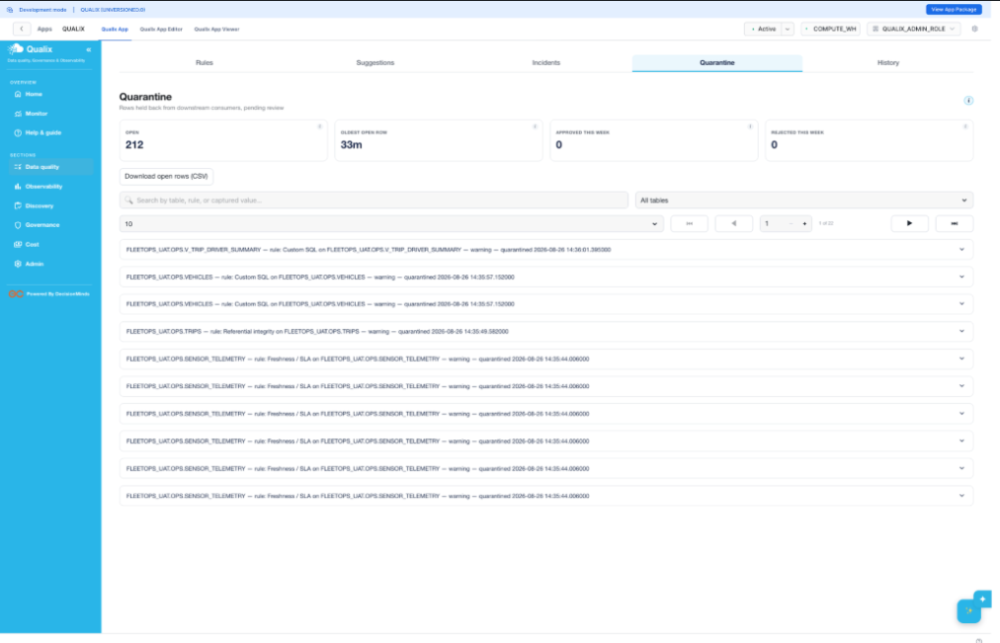 Development mode | QUALIX (UNVERSIONED.0)
View App Package
Apps QUALIX Qualix App Qualix App Editor Qualix App Viewer
Active COMPUTE_WH QUALIX_ADMIN_ROLE
Qualix
Data quality, Governance & Observability
OVERVIEW
Home
Monitor
Help & guide
SECTIONS
Data quality
Observability
Discovery
Governance
Cost
Admin
Powered By DecisionMinds
Rules Suggestions Incidents Quarantine History
Quarantine
Rows held back from downstream consumers, pending review
OPEN
212
OLDEST OPEN ROW
33m
APPROVED THIS WEEK
0
REJECTED THIS WEEK
0
Download open rows (CSV)
Search by table, rule, or captured value...
All tables
10
1 - +
1 of 22
FLEETOPS_UAT.OPS.V_TRIP_DRIVER_SUMMARY — rule: Custom SQL on FLEETOPS_UAT.OPS.V_TRIP_DRIVER_SUMMARY — warning — quarantined 2026-08-26 14:36:01.395000
FLEETOPS_UAT.OPS.VEHICLES — rule: Custom SQL on FLEETOPS_UAT.OPS.VEHICLES — warning — quarantined 2026-08-26 14:35:57.152000
FLEETOPS_UAT.OPS.VEHICLES — rule: Custom SQL on FLEETOPS_UAT.OPS.VEHICLES — warning — quarantined 2026-08-26 14:35:57.152000
FLEETOPS_UAT.OPS.TRIPS — rule: Referential integrity on FLEETOPS_UAT.OPS.TRIPS — warning — quarantined 2026-08-26 14:35:49.582000
FLEETOPS_UAT.OPS.SENSOR_TELEMETRY — rule: Freshness / SLA on FLEETOPS_UAT.OPS.SENSOR_TELEMETRY — warning — quarantined 2026-08-26 14:35:44.006000
FLEETOPS_UAT.OPS.SENSOR_TELEMETRY — rule: Freshness / SLA on FLEETOPS_UAT.OPS.SENSOR_TELEMETRY — warning — quarantined 2026-08-26 14:35:44.006000
FLEETOPS_UAT.OPS.SENSOR_TELEMETRY — rule: Freshness / SLA on FLEETOPS_UAT.OPS.SENSOR_TELEMETRY — warning — quarantined 2026-08-26 14:35:44.006000
FLEETOPS_UAT.OPS.SENSOR_TELEMETRY — rule: Freshness / SLA on FLEETOPS_UAT.OPS.SENSOR_TELEMETRY — warning — quarantined 2026-08-26 14:35:44.006000
FLEETOPS_UAT.OPS.SENSOR_TELEMETRY — rule: Freshness / SLA on FLEETOPS_UAT.OPS.SENSOR_TELEMETRY — warning — quarantined 2026-08-26 14:35:44.006000
FLEETOPS_UAT.OPS.SENSOR_TELEMETRY — rule: Freshness / SLA on FLEETOPS_UAT.OPS.SENSOR_TELEMETRY — warning — quarantined 2026-08-26 14:35:44.006000